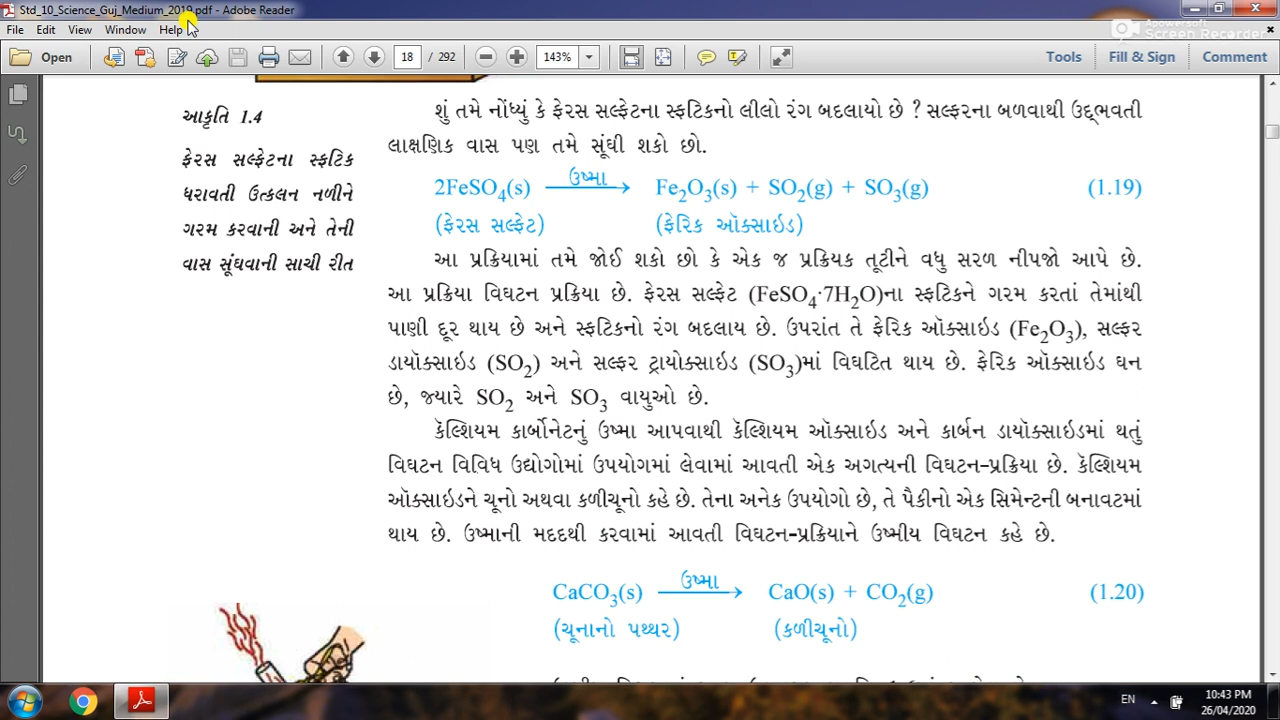 Std_10_Science_Guj_Medium_2019.pdf - Adobe Reader
File Edit View Window Help
Apowersoft
Screen Recorder
Open 18 / 292 143% Tools Fill & Sign Comment
આકૃતિ 1.4
ફેરસ સલ્ફેટના સ્ફટિક
ધરાવતી ઉત્કલન નળીને
ગરમ કરવાની અને તેની
વાસ સૂંઘવાની સાચી રીત
શું તમે નોંધ્યું કે ફેરસ સલ્ફેટના સ્ફટિકનો લીલો રંગ બદલાયો છે ? સલ્ફરના બળવાથી ઉદ્ભવતી
લાક્ષણિક વાસ પણ તમે સૂંઘી શકો છો.
ઉષ્મા
2FeSO₄(s) ⟶ Fe₂O₃(s) + SO₂(g) + SO₃(g) (1.19)
(ફેરસ સલ્ફેટ) (ફેરિક ઑક્સાઇડ)
આ પ્રક્રિયામાં તમે જોઈ શકો છો કે એક જ પ્રક્રિયક તૂટીને વધુ સરળ નીપજો આપે છે.
આ પ્રક્રિયા વિઘટન પ્રક્રિયા છે. ફેરસ સલ્ફેટ (FeSO₄·7H₂O)ના સ્ફટિકને ગરમ કરતાં તેમાંથી
પાણી દૂર થાય છે અને સ્ફટિકનો રંગ બદલાય છે. ઉપરાંત તે ફેરિક ઑક્સાઇડ (Fe₂O₃), સલ્ફર
ડાયૉક્સાઇડ (SO₂) અને સલ્ફર ટ્રાયોક્સાઇડ (SO₃)માં વિઘટિત થાય છે. ફેરિક ઑક્સાઇડ ઘન
છે, જ્યારે SO₂ અને SO₃ વાયુઓ છે.
કૅલ્શિયમ કાર્બોનેટનું ઉષ્મા આપવાથી કૅલ્શિયમ ઑક્સાઇડ અને કાર્બન ડાયૉક્સાઇડમાં થતું
વિઘટન વિવિધ ઉદ્યોગોમાં ઉપયોગમાં લેવામાં આવતી એક અગત્યની વિઘટન-પ્રક્રિયા છે. કૅલ્શિયમ
ઑક્સાઇડને ચૂનો અથવા કળીચૂનો કહે છે. તેના અનેક ઉપયોગો છે, તે પૈકીનો એક સિમેન્ટની બનાવટમાં
થાય છે. ઉષ્માની મદદથી કરવામાં આવતી વિઘટન-પ્રક્રિયાને ઉષ્મીય વિઘટન કહે છે.
ઉષ્મા
CaCO₃(s) ⟶ CaO(s) + CO₂(g) (1.20)
(ચૂનાનો પથ્થર) (કળીચૂનો)
EN
10:43 PM
26/04/2020